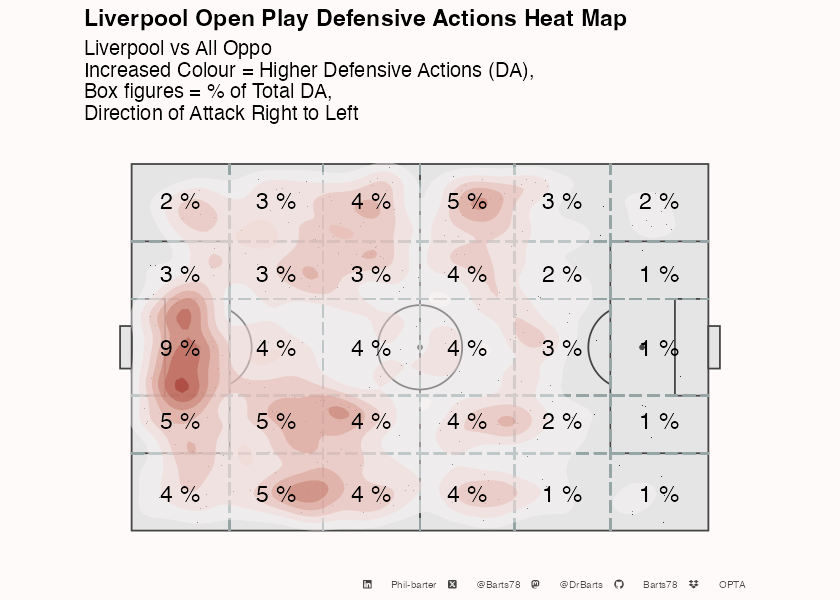 Liverpool Open Play Defensive Actions Heat Map
Liverpool vs All Oppo
Increased Colour = Higher Defensive Actions (DA),
Box figures = % of Total DA,
Direction of Attack Right to Left
2 % 3 % 4 % 5 % 3 % 2 %
3 % 3 % 3 % 4 % 2 % 1 %
9 % 4 % 4 % 4 % 3 % 1 %
5 % 5 % 4 % 4 % 2 % 1 %
4 % 5 % 4 % 4 % 1 % 1 %
Phil-barter @Barts78 @DrBarts Barts78 OPTA